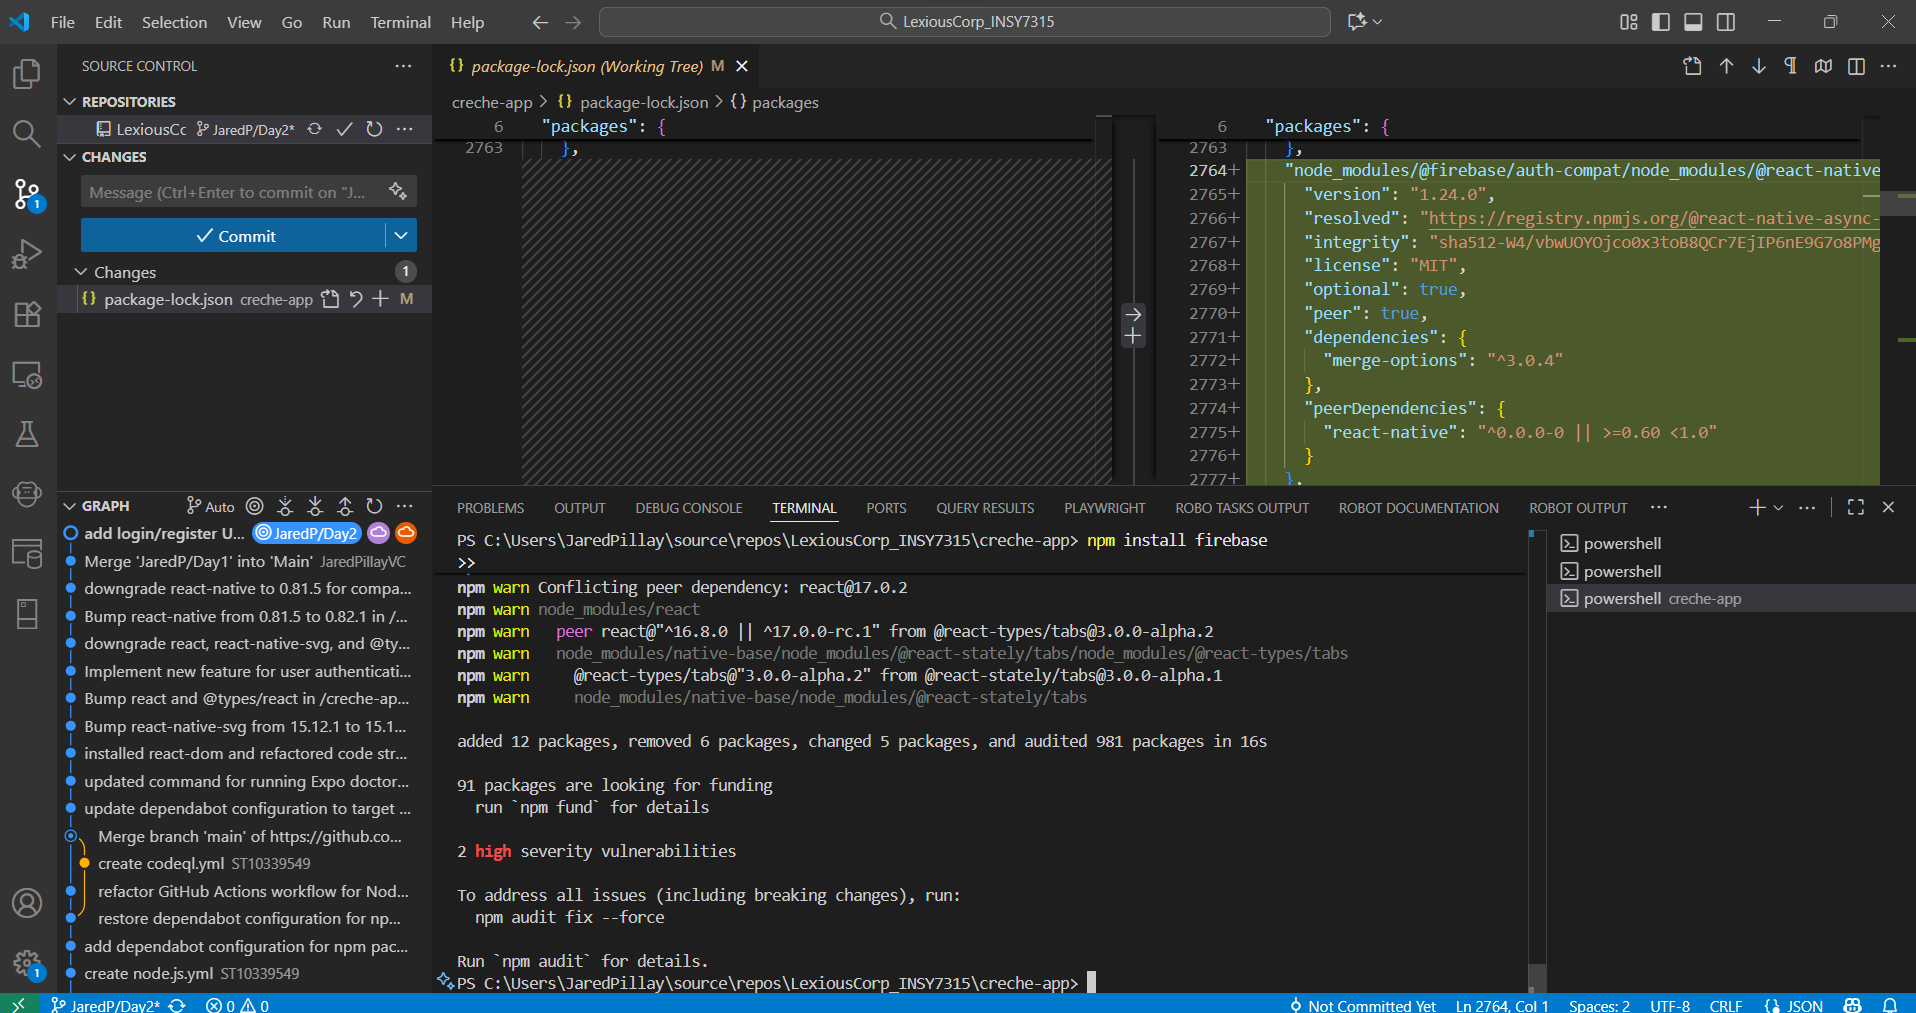 File Edit Selection View Go Run Terminal Help
LexiousCorp_INSY7315
SOURCE CONTROL
REPOSITORIES
LexiousCc JaredP/Day2*
CHANGES
Message (Ctrl+Enter to commit on "J...
Commit
Changes 1
package-lock.json creche-app M
GRAPH Auto
add login/register U... JaredP/Day2
Merge 'JaredP/Day1' into 'Main' JaredPillayVC
downgrade react-native to 0.81.5 for compa...
Bump react-native from 0.81.5 to 0.82.1 in /...
downgrade react, react-native-svg, and @ty...
Implement new feature for user authenticati...
Bump react and @types/react in /creche-ap...
Bump react-native-svg from 15.12.1 to 15.1...
installed react-dom and refactored code str...
updated command for running Expo doctor...
update dependabot configuration to target ...
Merge branch 'main' of https://github.co...
create codeql.yml ST10339549
refactor GitHub Actions workflow for Nod...
restore dependabot configuration for np...
add dependabot configuration for npm pac...
create node.js.yml ST10339549
package-lock.json (Working Tree) M
creche-app > package-lock.json > {} packages
6 "packages": {
2763 },
6 "packages": {
2763 },
2764+ "node_modules/@firebase/auth-compat/node_modules/@react-native
2765+ "version": "1.24.0",
2766+ "resolved": "https://registry.npmjs.org/@react-native-async-
2767+ "integrity": "sha512-W4/vbwUOYOjco0x3toB8QCr7EjIP6nE9G7o8PMg
2768+ "license": "MIT",
2769+ "optional": true,
2770+ "peer": true,
2771+ "dependencies": {
2772+ "merge-options": "^3.0.4"
2773+ },
2774+ "peerDependencies": {
2775+ "react-native": "^0.0.0-0 || >=0.60 <1.0"
2776+ }
2777+ },
PROBLEMS OUTPUT DEBUG CONSOLE TERMINAL PORTS QUERY RESULTS PLAYWRIGHT ROBO TASKS OUTPUT ROBOT DOCUMENTATION ROBOT OUTPUT
PS C:\Users\JaredPillay\source\repos\LexiousCorp_INSY7315\creche-app> npm install firebase
>>
npm warn Conflicting peer dependency: react@17.0.2
npm warn node_modules/react
npm warn peer react@"^16.8.0 || ^17.0.0-rc.1" from @react-types/tabs@3.0.0-alpha.2
npm warn node_modules/native-base/node_modules/@react-stately/tabs/node_modules/@react-types/tabs
npm warn @react-types/tabs@"3.0.0-alpha.2" from @react-stately/tabs@3.0.0-alpha.1
npm warn node_modules/native-base/node_modules/@react-stately/tabs
added 12 packages, removed 6 packages, changed 5 packages, and audited 981 packages in 16s
91 packages are looking for funding
run `npm fund` for details
2 high severity vulnerabilities
To address all issues (including breaking changes), run:
npm audit fix --force
Run `npm audit` for details.
PS C:\Users\JaredPillay\source\repos\LexiousCorp_INSY7315\creche-app>
powershell
powershell
powershell creche-app
JaredP/Day2* 0 0 Not Committed Yet Ln 2764, Col 1 Spaces: 2 UTF-8 CRLF {} JSON